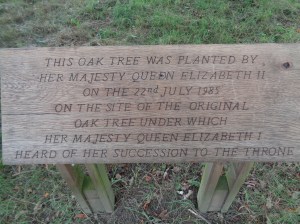 THIS OAK TREE WAS PLANTED BY
HER MAJESTY QUEEN ELIZABETH II
ON THE 22nd JULY 1985
ON THE SITE OF THE ORIGINAL
OAK TREE UNDER WHICH
HER MAJESTY QUEEN ELIZABETH I
HEARD OF HER SUCCESSION TO THE THRONE